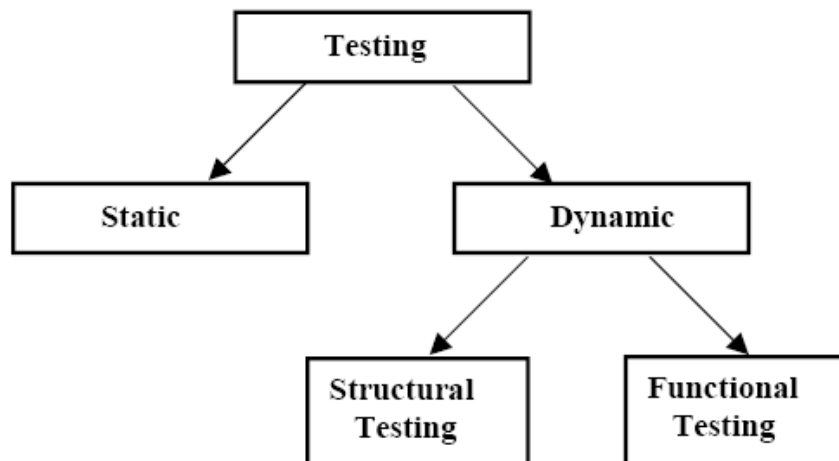 Testing
Static
Dynamic
Structural
Testing
Functional
Testing